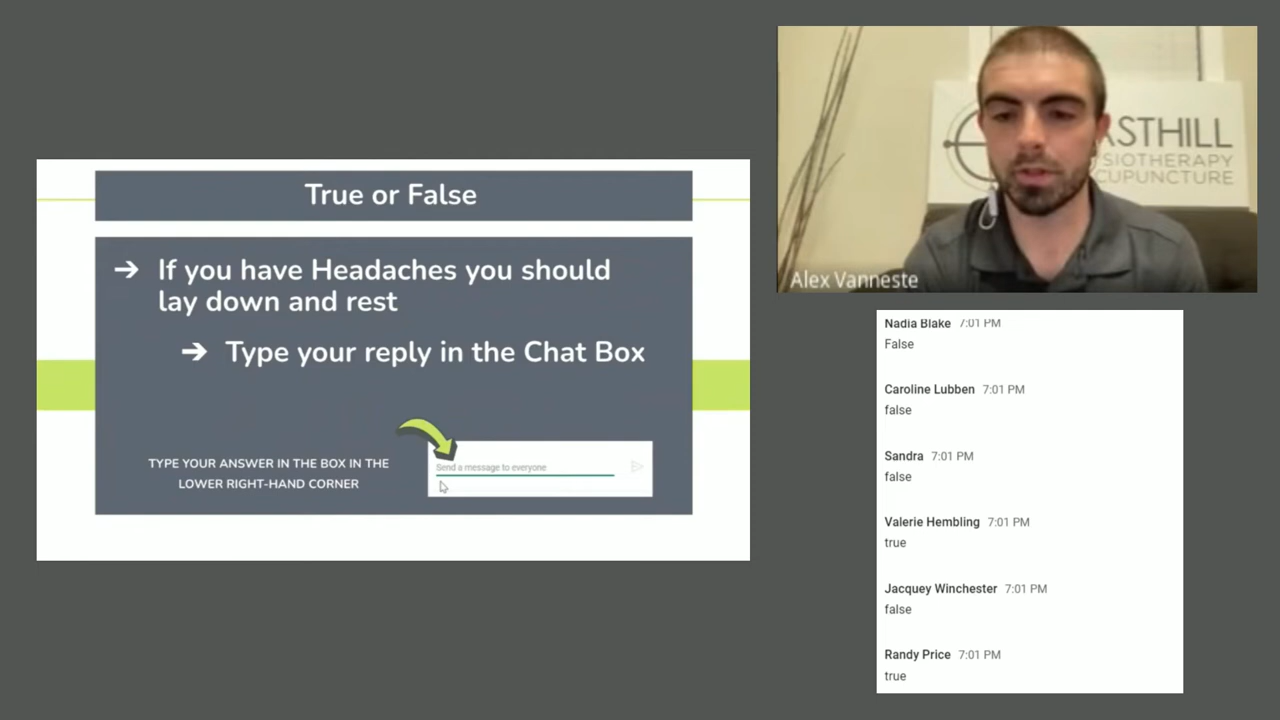 True or False
➔ If you have Headaches you should
lay down and rest
➔ Type your reply in the Chat Box
TYPE YOUR ANSWER IN THE BOX IN THE
LOWER RIGHT-HAND CORNER
Send a message to everyone
ASTHILL
SIOTHERAPY
CUPUNCTURE
Alex Vanneste
Nadia Blake 7:01 PM
False
Caroline Lubben 7:01 PM
false
Sandra 7:01 PM
false
Valerie Hembling 7:01 PM
true
Jacquey Winchester 7:01 PM
false
Randy Price 7:01 PM
true